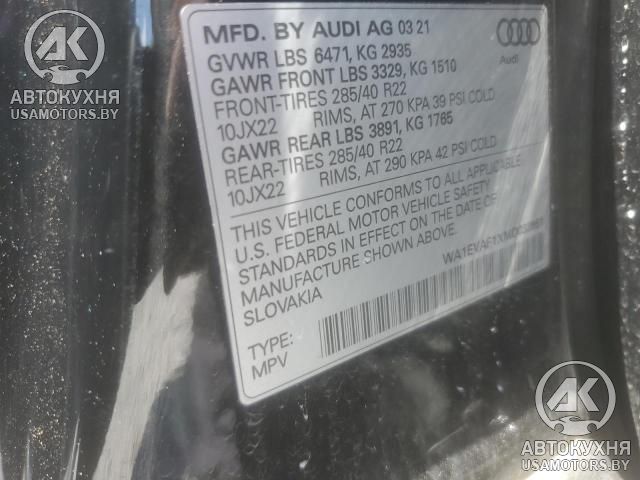 MFD. BY AUDI AG 03 21
GVWR LBS 6471, KG 2935
GAWR FRONT LBS 3329, KG 1510
FRONT-TIRES 285/40 R22
10JX22 RIMS, AT 270 KPA 39 PSI COLD
GAWR REAR LBS 3891, KG 1765
REAR-TIRES 285/40 R22
10JX22 RIMS, AT 290 KPA 42 PSI COLD
THIS VEHICLE CONFORMS TO ALL APPLICABLE
U.S. FEDERAL MOTOR VEHICLE SAFETY
STANDARDS IN EFFECT ON THE DATE OF
MANUFACTURE SHOWN ABOVE.
SLOVAKIA
TYPE:
MPV
Audi
АК
АВТОКУХНЯ
USAMOTORS.BY
АК
АВТОКУХНЯ
USAMOTORS.BY